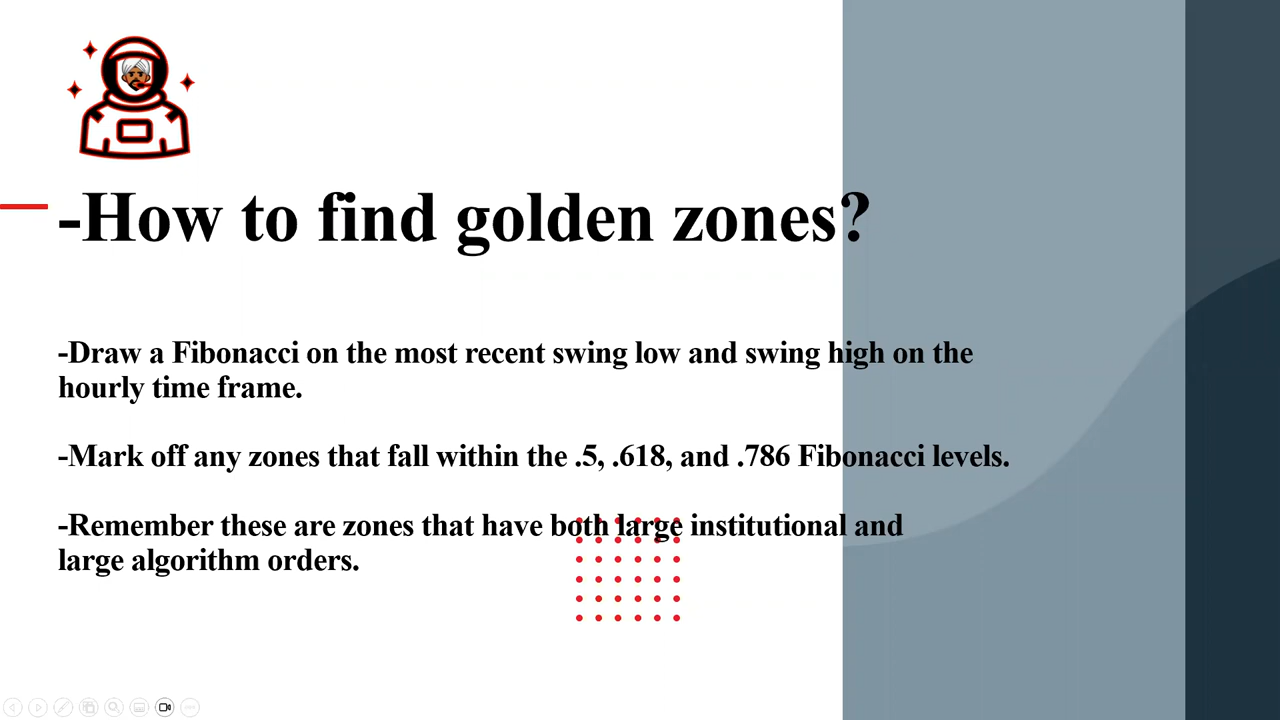 -How to find golden zones?
-Draw a Fibonacci on the most recent swing low and swing high on the
hourly time frame.
-Mark off any zones that fall within the .5, .618, and .786 Fibonacci levels.
-Remember these are zones that have both large institutional and
large algorithm orders.